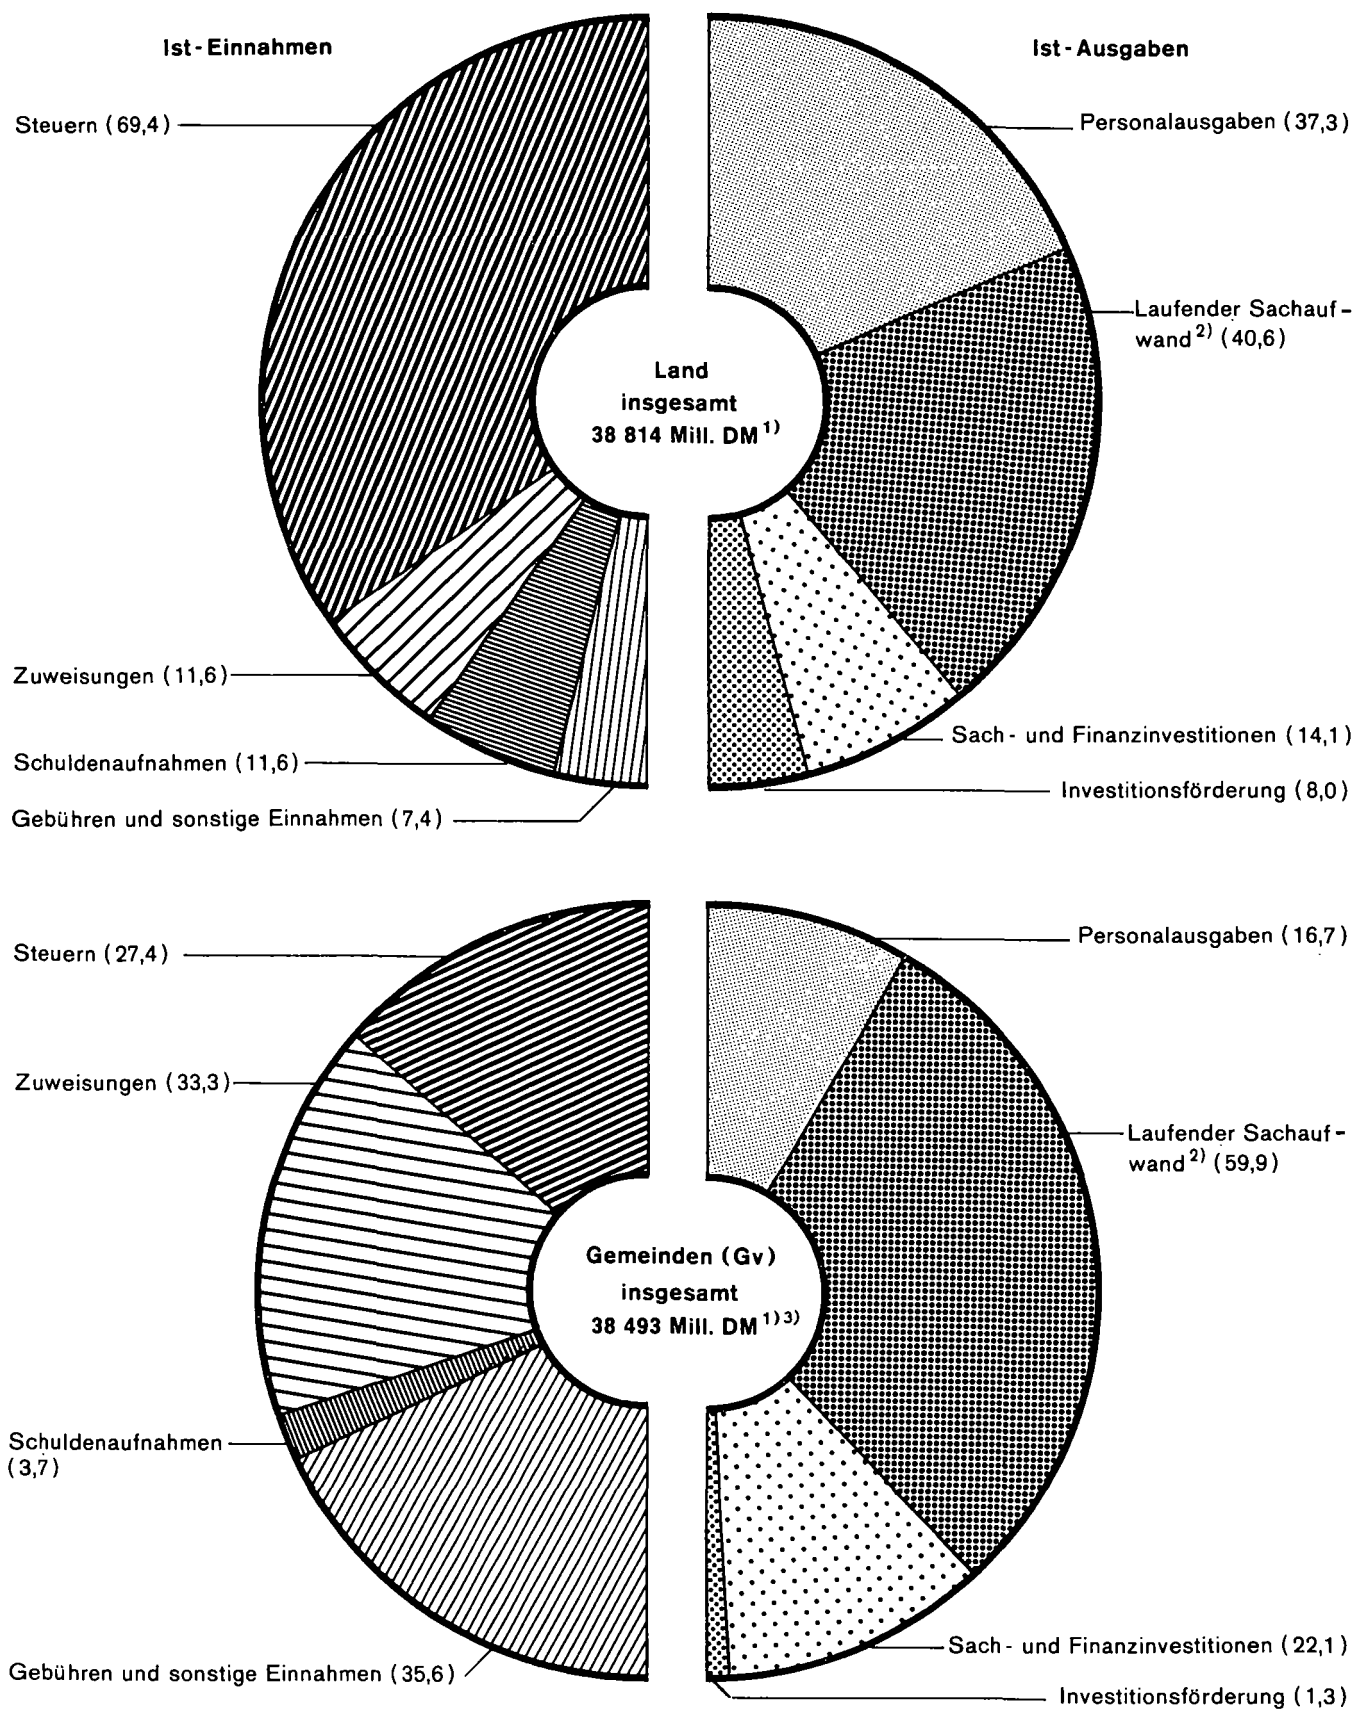 Ist-Einnahmen
Ist-Ausgaben
Steuern (69,4)
Personalausgaben (37,3)
Laufender Sachauf-
wand 2) (40,6)
Land
insgesamt
38 814 Mill. DM 1)
Zuweisungen (11,6)
Schuldenaufnahmen (11,6)
Gebühren und sonstige Einnahmen (7,4)
Sach- und Finanzinvestitionen (14,1)
Investitionsförderung (8,0)
Steuern (27,4)
Personalausgaben (16,7)
Zuweisungen (33,3)
Laufender Sachauf-
wand 2) (59,9)
Gemeinden (Gv)
insgesamt
38 493 Mill. DM 1) 3)
Schuldenaufnahmen
(3,7)
Gebühren und sonstige Einnahmen (35,6)
Sach- und Finanzinvestitionen (22,1)
Investitionsförderung (1,3)